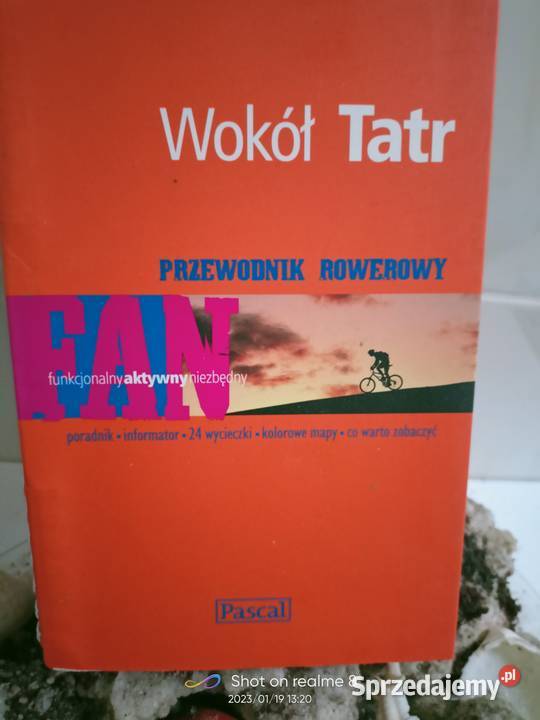 Wokół Tatr
PRZEWODNIK ROWEROWY
FAN
funkcjonalnyaktywnyniezbędny
poradnik • informator • 24 wycieczki • kolorowe mapy • co warto zobaczyć
Pascal
Shot on realme 8
2023/01/19 13:20
Sprzedajemy.pl